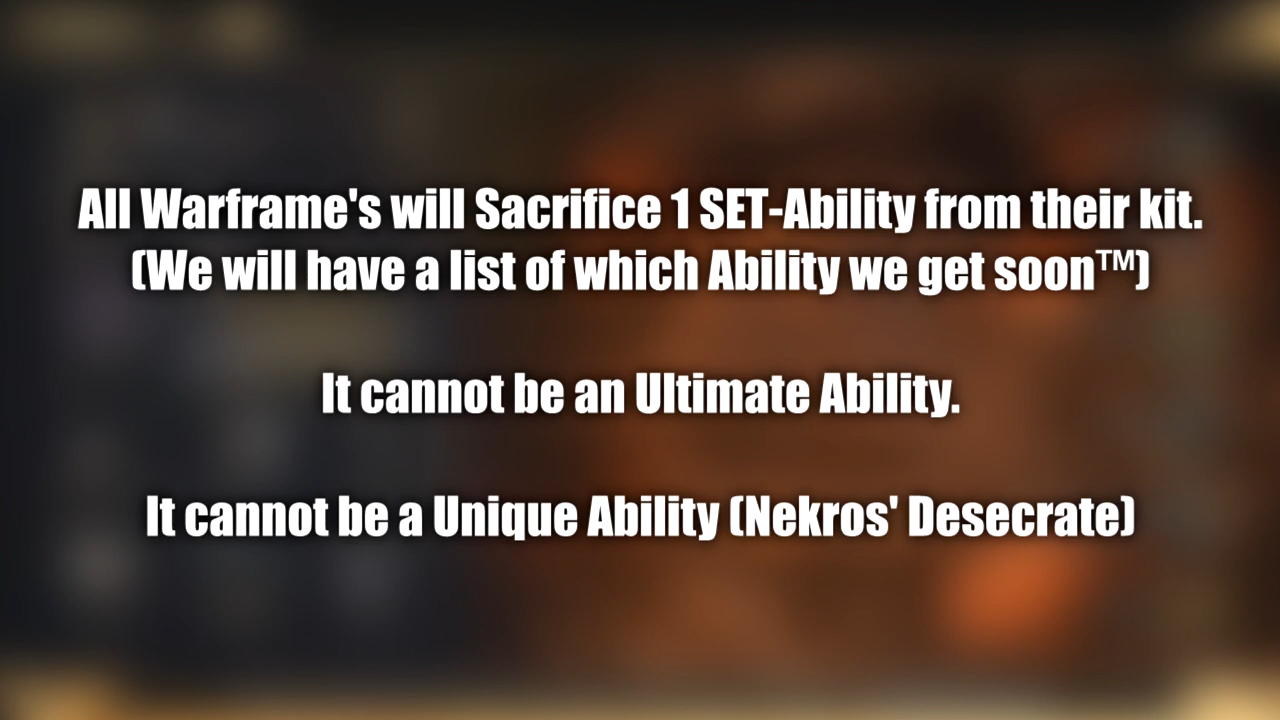 All Warframe's will Sacrifice 1 SET-Ability from their kit.
(We will have a list of which Ability we get soon™)
It cannot be an Ultimate Ability.
It cannot be a Unique Ability (Nekros' Desecrate)